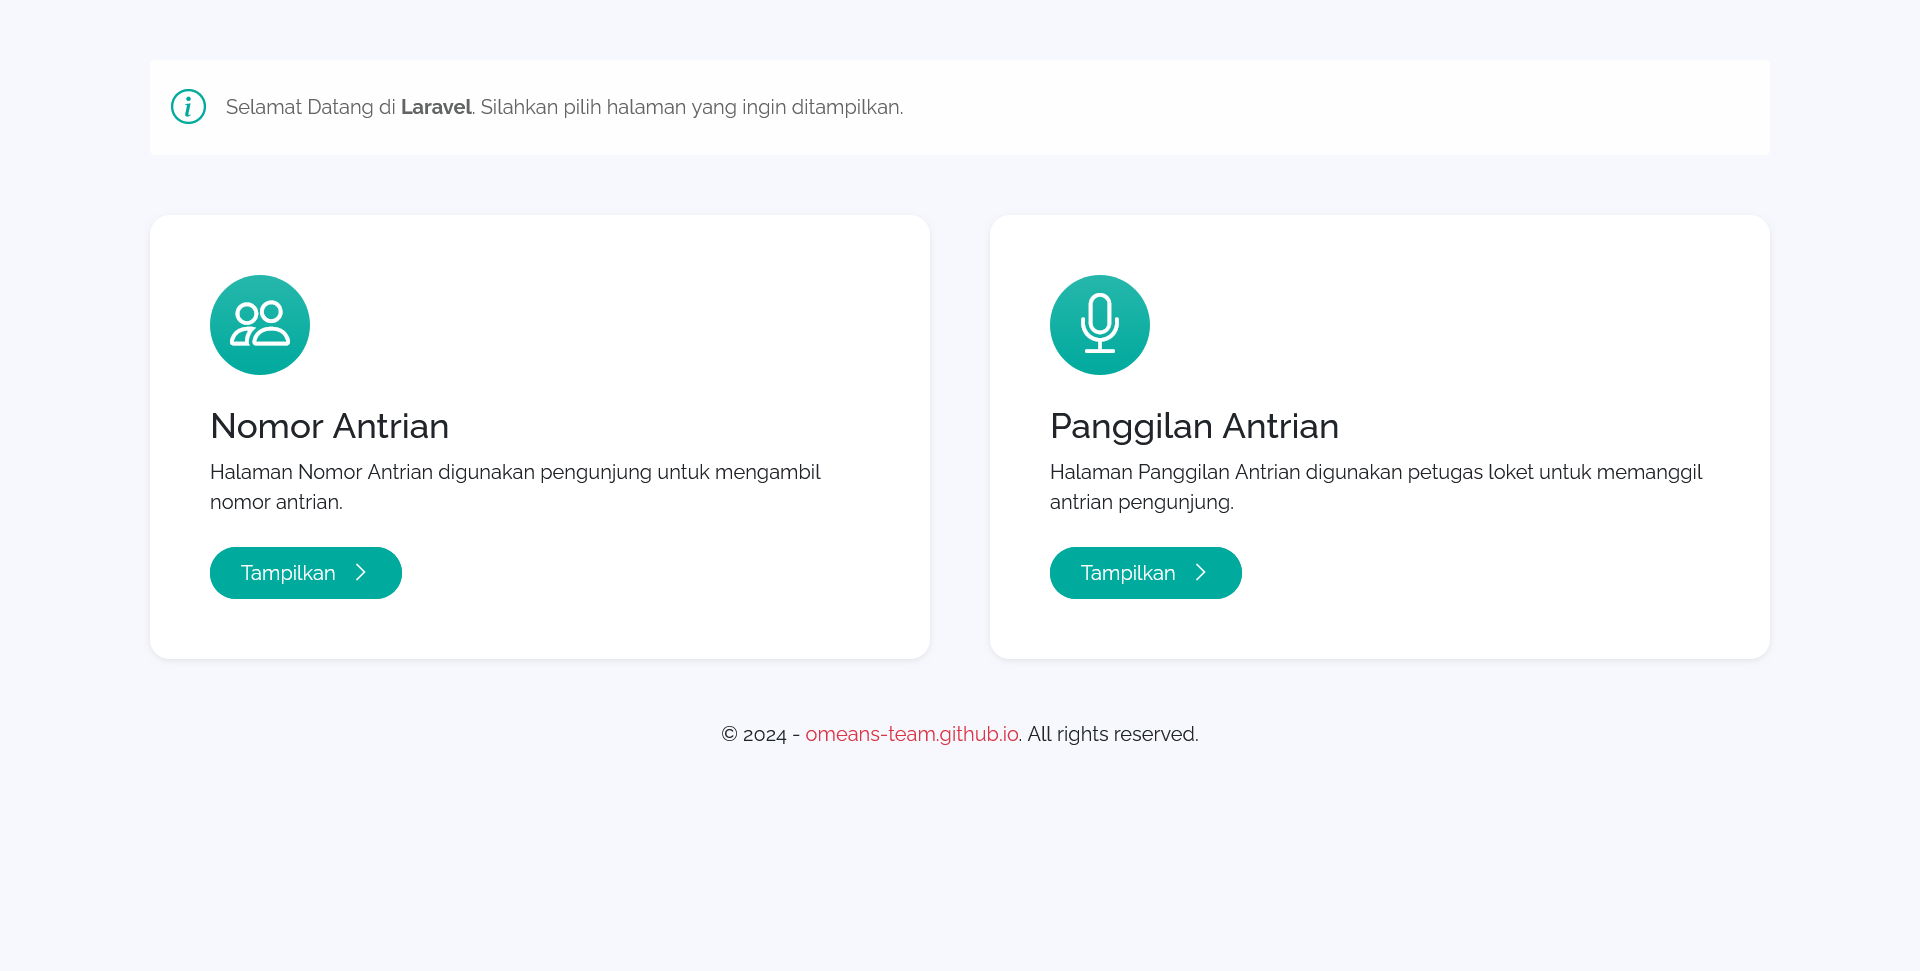 Selamat Datang di Laravel. Silahkan pilih halaman yang ingin ditampilkan.
Nomor Antrian
Halaman Nomor Antrian digunakan pengunjung untuk mengambil
nomor antrian.
Tampilkan
Panggilan Antrian
Halaman Panggilan Antrian digunakan petugas loket untuk memanggil
antrian pengunjung.
Tampilkan
© 2024 - omeans-team.github.io. All rights reserved.